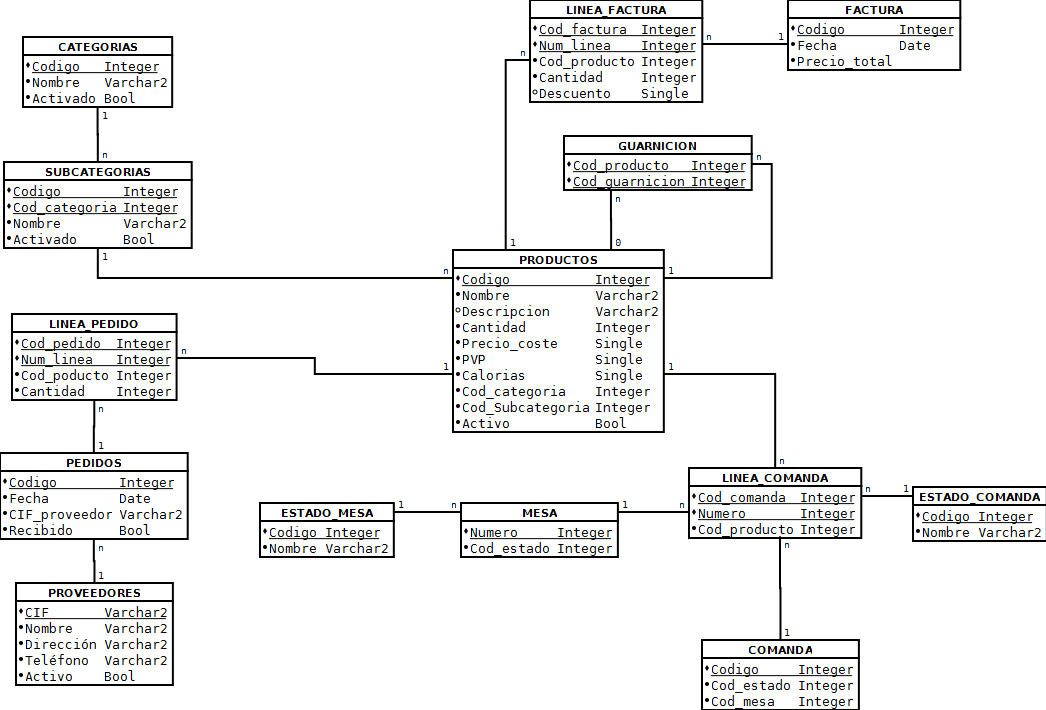 LINEA_FACTURA
Cod_factura Integer
Num_linea Integer
Cod_producto Integer
Cantidad Integer
Descuento Single
n
1
n
FACTURA
Codigo Integer
Fecha Date
Precio_total
CATEGORIAS
Codigo Integer
Nombre Varchar2
Activado Bool
1
n
SUBCATEGORIAS
Codigo Integer
Cod_categoria Integer
Nombre Varchar2
Activado Bool
1
n
GUARNICION
Cod_producto Integer
Cod_guarnicion Integer
n
n
1
0
PRODUCTOS
Codigo Integer
Nombre Varchar2
Descripcion Varchar2
Cantidad Integer
Precio_coste Single
PVP Single
Calorias Single
Cod_categoria Integer
Cod_Subcategoria Integer
Activo Bool
1
1
1
LINEA_PEDIDO
Cod_pedido Integer
Num_linea Integer
Cod_poducto Integer
Cantidad Integer
n
n
1
PEDIDOS
Codigo Integer
Fecha Date
CIF_proveedor Varchar2
Recibido Bool
n
1
PROVEEDORES
CIF Varchar2
Nombre Varchar2
Dirección Varchar2
Teléfono Varchar2
Activo Bool
ESTADO_MESA
Codigo Integer
Nombre Varchar2
1
n
MESA
Numero Integer
Cod_estado Integer
1
n
n
LINEA_COMANDA
Cod_comanda Integer
Numero Integer
Cod_producto Integer
n
1
ESTADO_COMANDA
Codigo Integer
Nombre Varchar2
n
1
COMANDA
Codigo Integer
Cod_estado Integer
Cod_mesa Integer